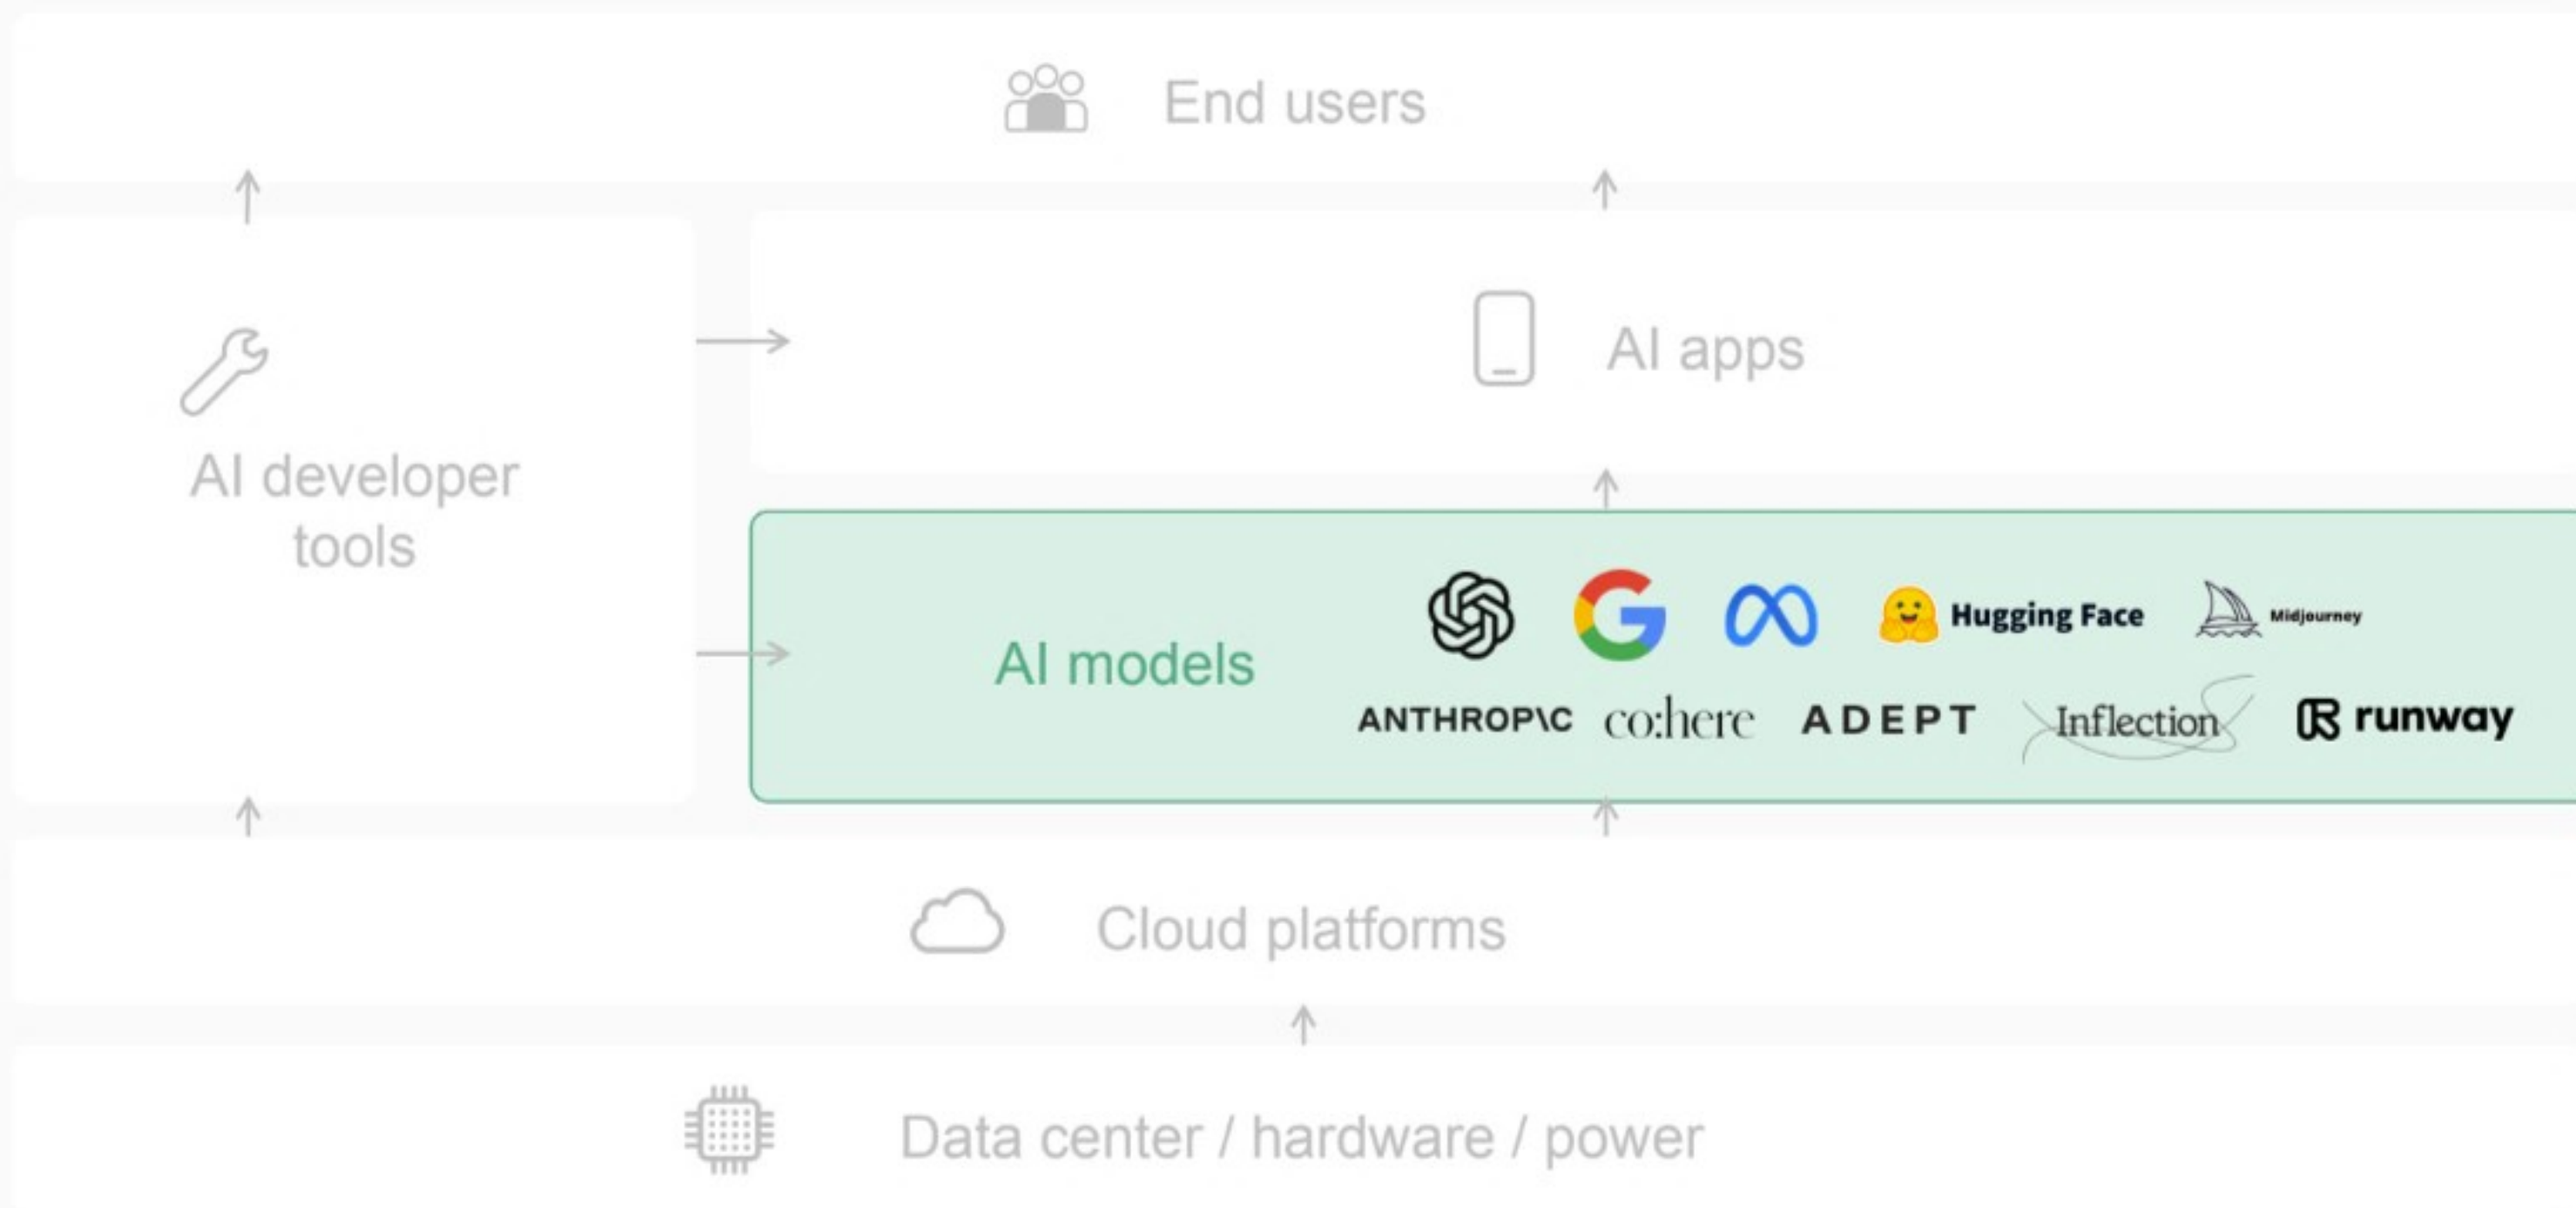 End users
AI apps
AI developer
tools
AI models
Hugging Face
Midjourney
ANTHROP\C
co:here
ADEPT
Inflection
runway
Cloud platforms
Data center / hardware / power